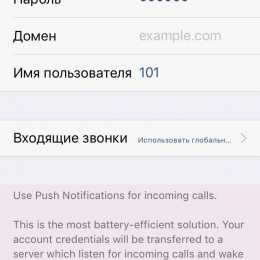 Пароль
Домен example.com
Имя пользователя 101
Входящие звонки Использовать глобальн...
Use Push Notifications for incoming calls.
This is the most battery-efficient solution. Your
account credentials will be transferred to a
server which listen for incoming calls and wake